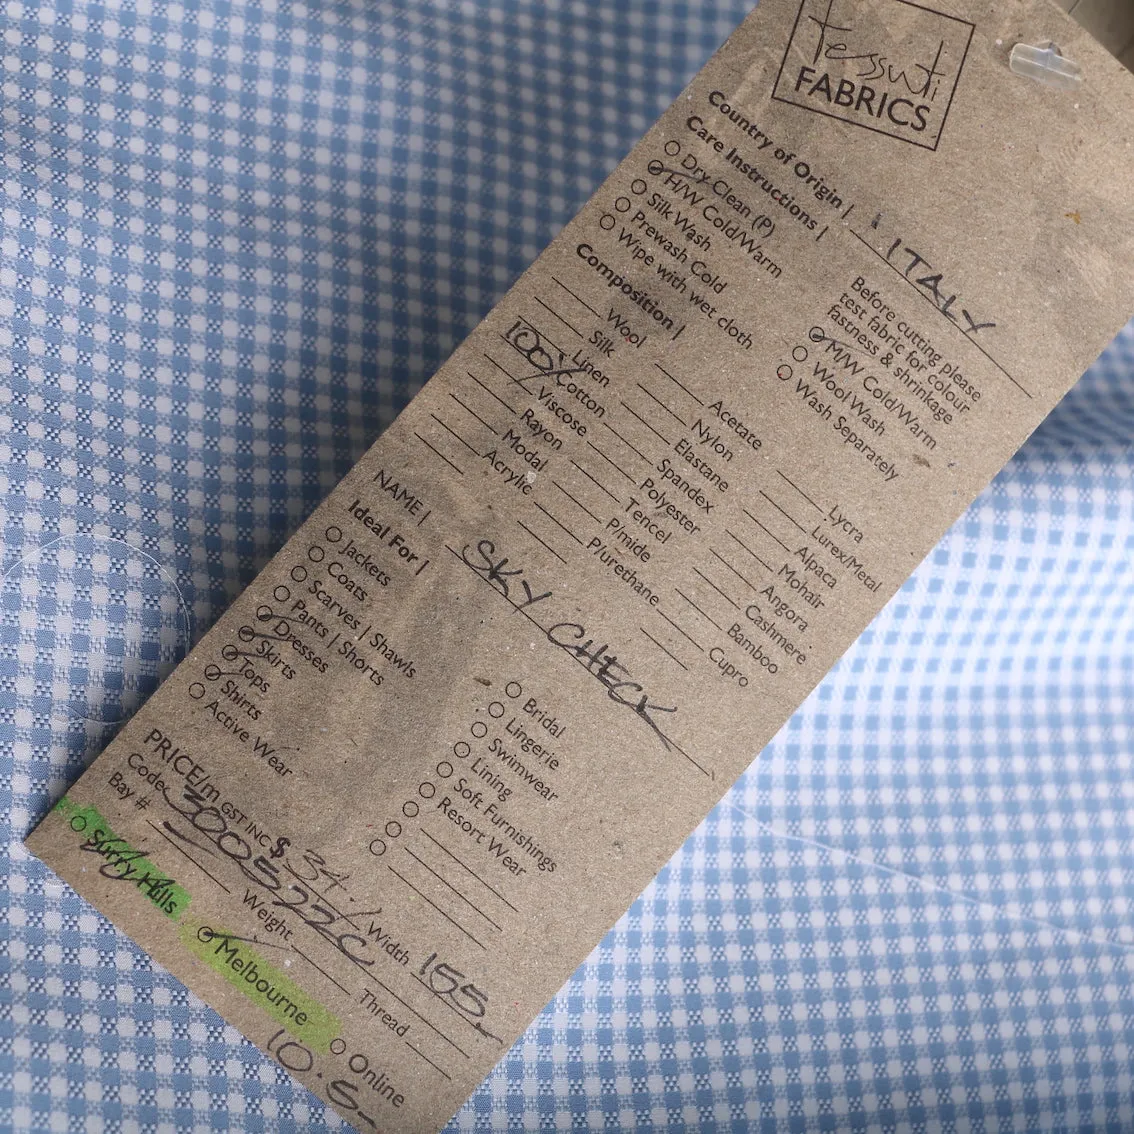 tessuti
FABRICS
Country of Origin | ITALY
Care Instructions |
Dry Clean (P)
H/W Cold/Warm
Silk Wash
Prewash Cold
Wipe with wet cloth
Before cutting please
test fabric for colour
fastness & shrinkage
M/W Cold/Warm
Wool Wash
Wash Separately
Composition |
Wool
Silk
Linen
100% Cotton
Viscose
Rayon
Modal
Acrylic
Acetate
Nylon
Elastane
Spandex
Polyester
Tencel
P/mide
P/urethane
Lycra
Lurex/Metal
Alpaca
Mohair
Angora
Cashmere
Bamboo
Cupro
NAME | SKY CHECK
Ideal For |
Jackets
Coats
Scarves | Shawls
Pants | Shorts
Dresses
Skirts
Tops
Shirts
Active Wear
Bridal
Lingerie
Swimwear
Lining
Soft Furnishings
Resort Wear
PRICE/m GST INC $ 34. Width 155
Code 300522C
Bay # Weight Thread
Surry Hills Melbourne Online
10.5